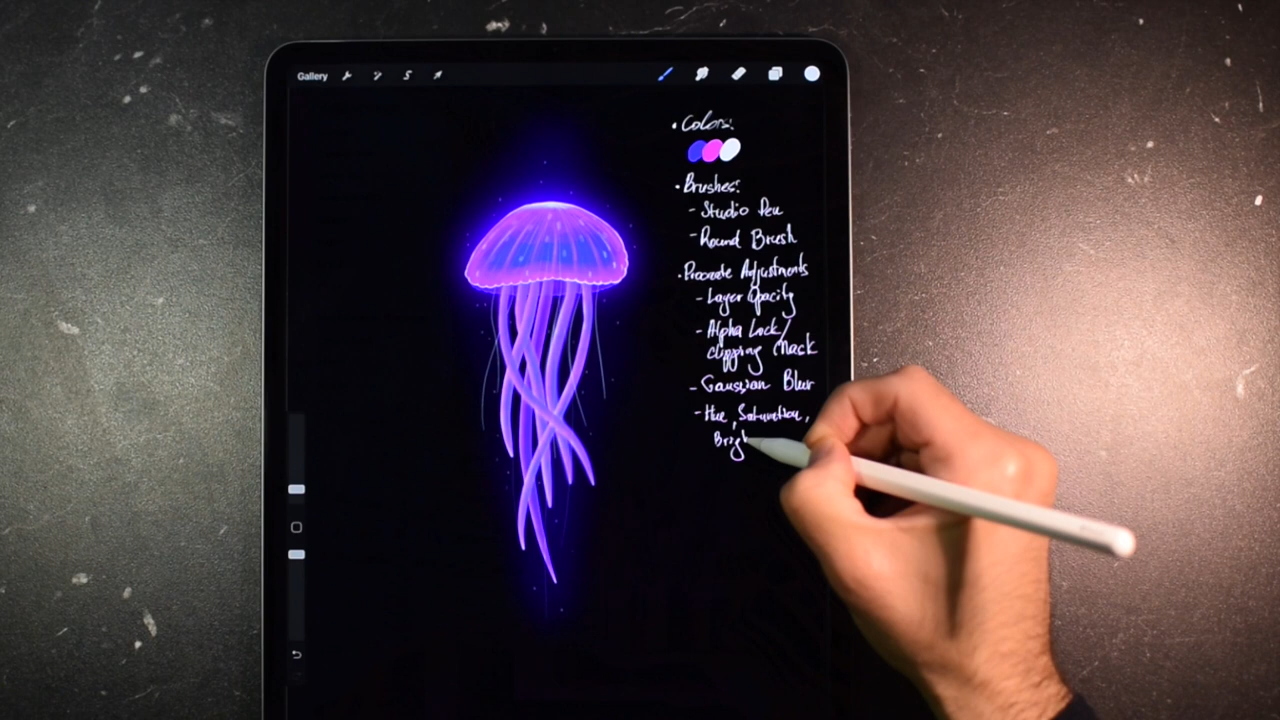 Gallery
• Colors:
• Brushes:
- Studio Pen
- Round Brush
• Procreate Adjustments
- Layer Opacity
- Alpha Lock/
clipping Mask
- Gaussian Blur
- Hue, Saturation,
Brigh